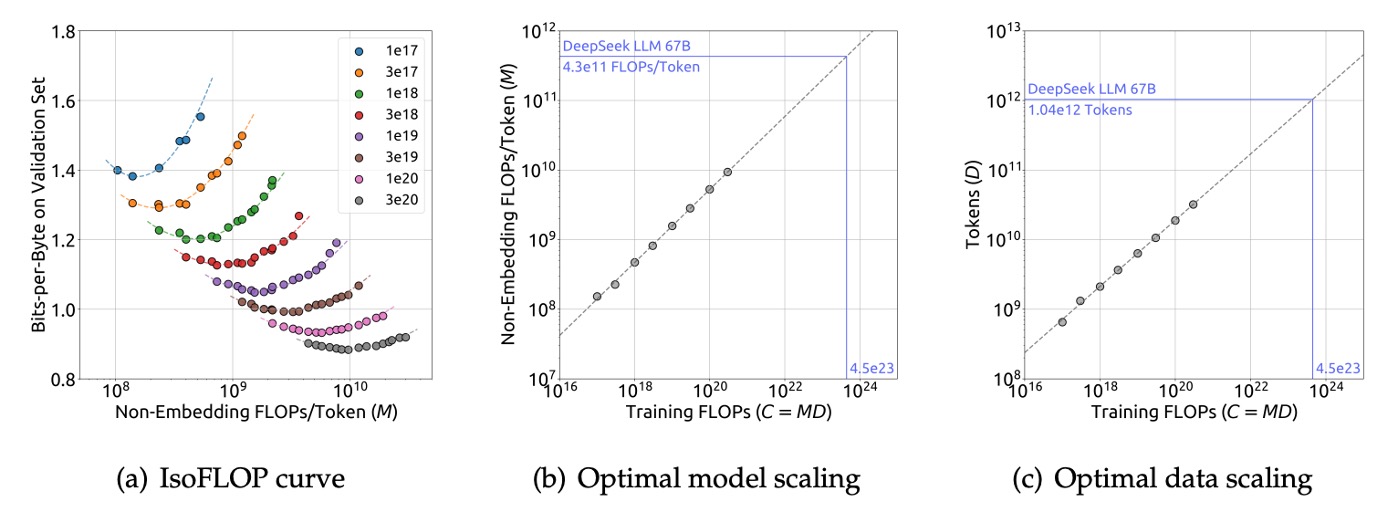 1.8
1.6
1.4
1.2
1.0
0.8
Bits-per-Byte on Validation Set
1e17
3e17
1e18
3e18
1e19
3e19
1e20
3e20
10^8
10^9
10^10
Non-Embedding FLOPs/Token (M)
(a) IsoFLOP curve
10^12
10^11
10^10
10^9
10^8
10^7
Non-Embedding FLOPs/Token (M)
DeepSeek LLM 67B
4.3e11 FLOPs/Token
4.5e23
10^16
10^18
10^20
10^22
10^24
Training FLOPs (C = MD)
(b) Optimal model scaling
10^13
10^12
10^11
10^10
10^9
10^8
Tokens (D)
DeepSeek LLM 67B
1.04e12 Tokens
4.5e23
10^16
10^18
10^20
10^22
10^24
Training FLOPs (C = MD)
(c) Optimal data scaling